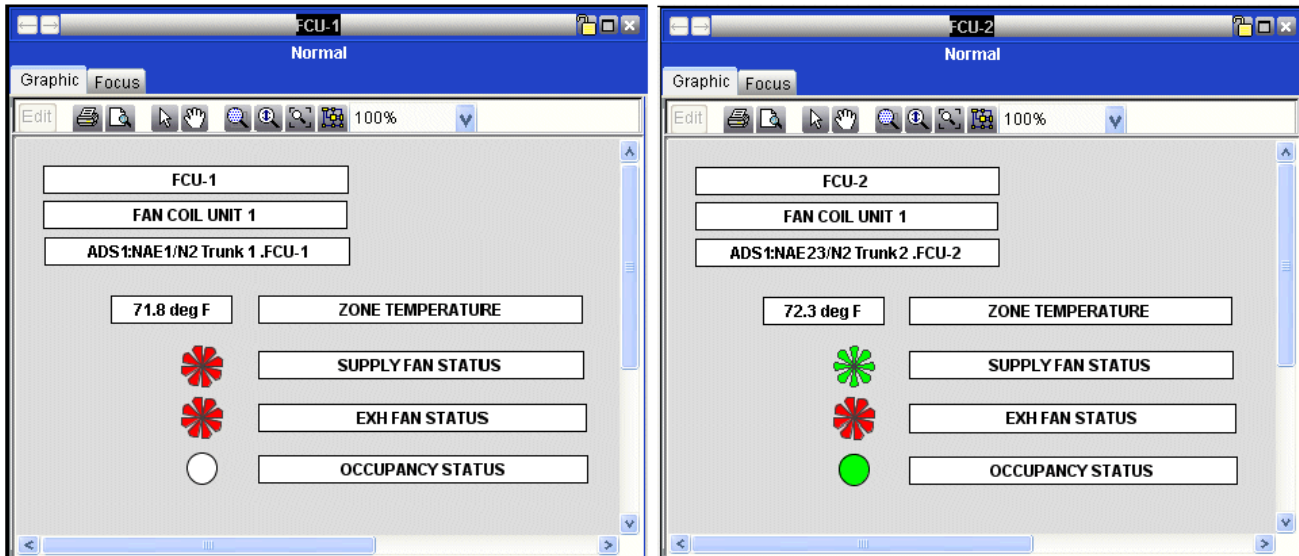 FCU-1
Normal
Graphic Focus
Edit 100%
FCU-1
FAN COIL UNIT 1
ADS1:NAE1/N2 Trunk 1 .FCU-1
71.8 deg F ZONE TEMPERATURE
SUPPLY FAN STATUS
EXH FAN STATUS
OCCUPANCY STATUS
FCU-2
Normal
Graphic Focus
Edit 100%
FCU-2
FAN COIL UNIT 1
ADS1:NAE23/N2 Trunk 2 .FCU-2
72.3 deg F ZONE TEMPERATURE
SUPPLY FAN STATUS
EXH FAN STATUS
OCCUPANCY STATUS